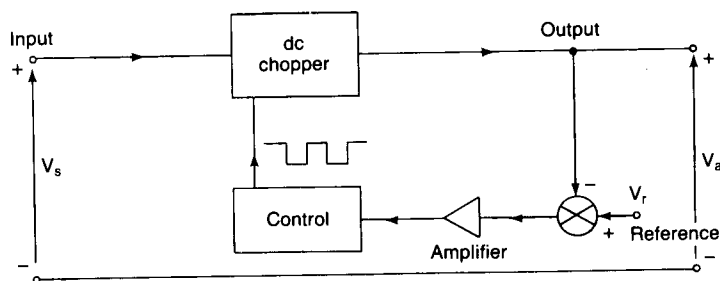 Input
Output
+
dc
chopper
+
V_s
V_a
−
V_r
Control
+
Reference
Amplifier
−
−